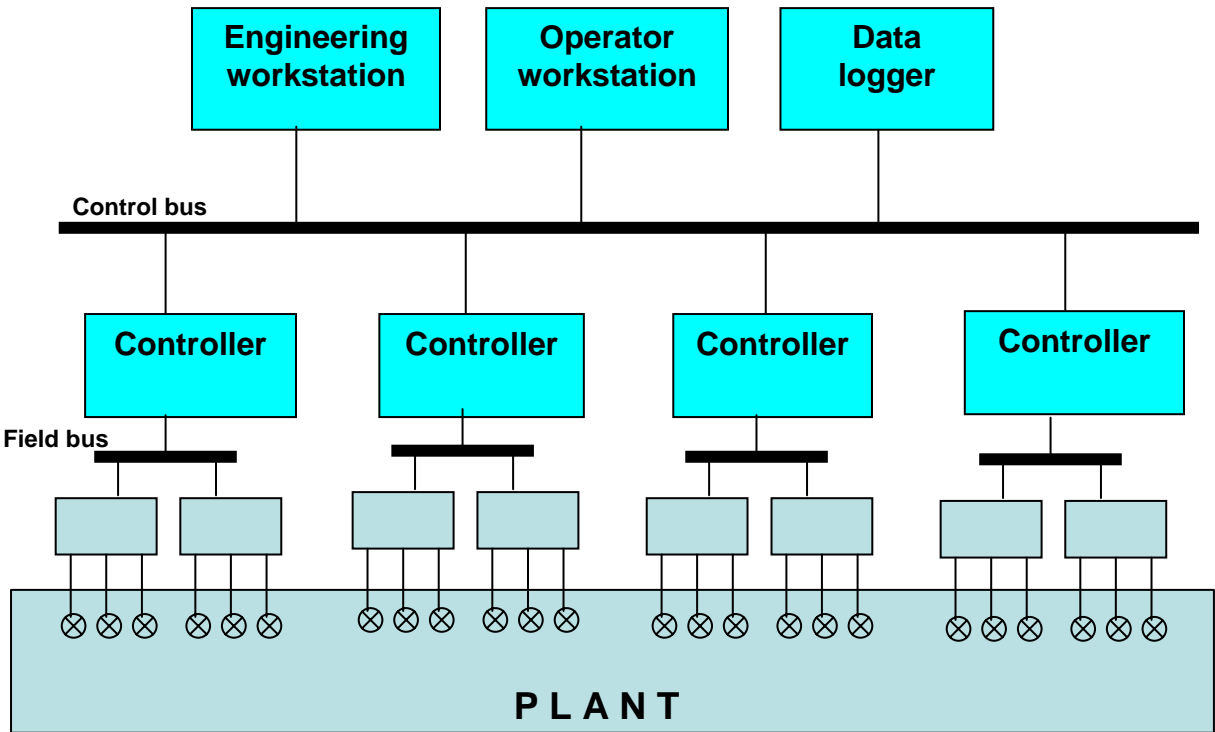 Engineering
workstation
Operator
workstation
Data
logger
Control bus
Controller
Controller
Controller
Controller
Field bus
P L A N T